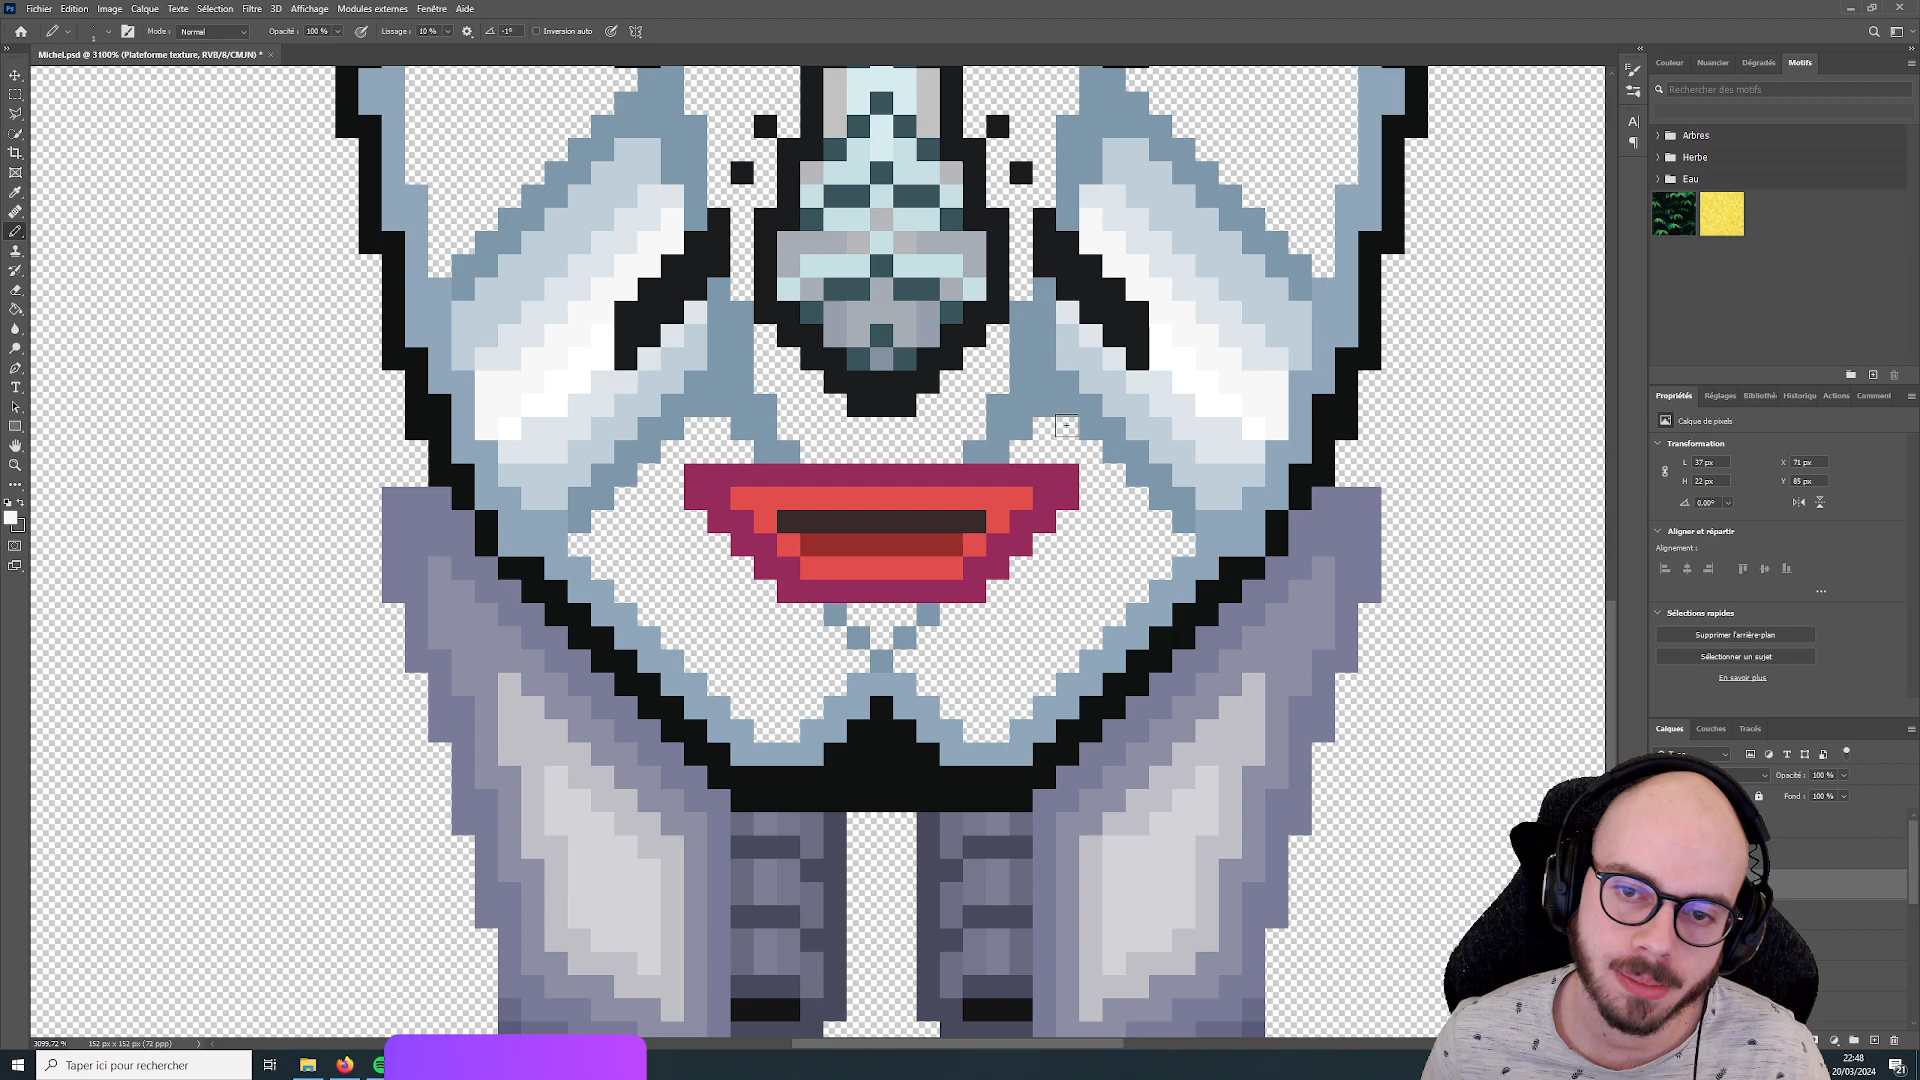 Fichier Edition Image Calque Texte Sélection Filtre 3D Affichage Modules externes Fenêtre Aide
1 Mode : Normal Opacité : 100 % Lissage : 10 % -1° Inversion auto
Michel.psd @ 3100% (Plateforme texture, RVB/8/CMJN) *
Couleur Nuancier Dégradés Motifs
Rechercher des motifs
Arbres
Herbe
Eau
Propriétés Réglages Bibliothè Historiqu Actions Comment
Calque de pixels
Transformation
L 37 px X 71 px
H 22 px Y 85 px
0.00°
Aligner et répartir
Alignement :
Sélections rapides
Supprimer l'arrière-plan
Sélectionner un sujet
En savoir plus
Calques Couches Tracés
Opacité : 100 %
Fond : 100 %
3099,72 % 152 px x 152 px (72 ppp)
Taper ici pour rechercher
22:48
20/03/2024
21